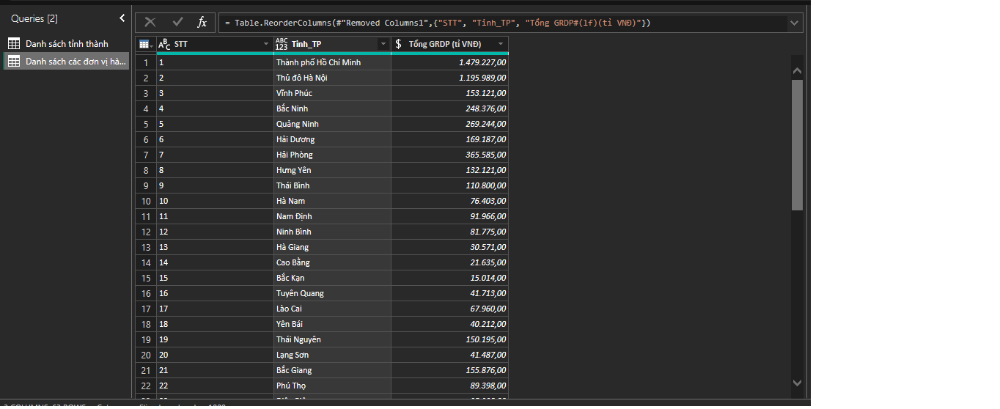 Queries [2]
Danh sách tỉnh thành
Danh sách các đơn vị hà...
fx
= Table.ReorderColumns(#"Removed Columns1",{"STT", "Tỉnh_TP", "Tổng GRDP#(lf)(tỉ VNĐ)"})
ABC STT ABC 123 Tỉnh_TP $ Tổng GRDP (tỉ VNĐ)
1 1 Thành phố Hồ Chí Minh 1.479.227,00
2 2 Thủ đô Hà Nội 1.195.989,00
3 3 Vĩnh Phúc 153.121,00
4 4 Bắc Ninh 248.376,00
5 5 Quảng Ninh 269.244,00
6 6 Hải Dương 169.187,00
7 7 Hải Phòng 365.585,00
8 8 Hưng Yên 132.121,00
9 9 Thái Bình 110.800,00
10 10 Hà Nam 76.403,00
11 11 Nam Định 91.966,00
12 12 Ninh Bình 81.775,00
13 13 Hà Giang 30.571,00
14 14 Cao Bằng 21.635,00
15 15 Bắc Kạn 15.014,00
16 16 Tuyên Quang 41.713,00
17 17 Lào Cai 67.960,00
18 18 Yên Bái 40.212,00
19 19 Thái Nguyên 150.195,00
20 20 Lạng Sơn 41.487,00
21 21 Bắc Giang 155.876,00
22 22 Phú Thọ 89.398,00